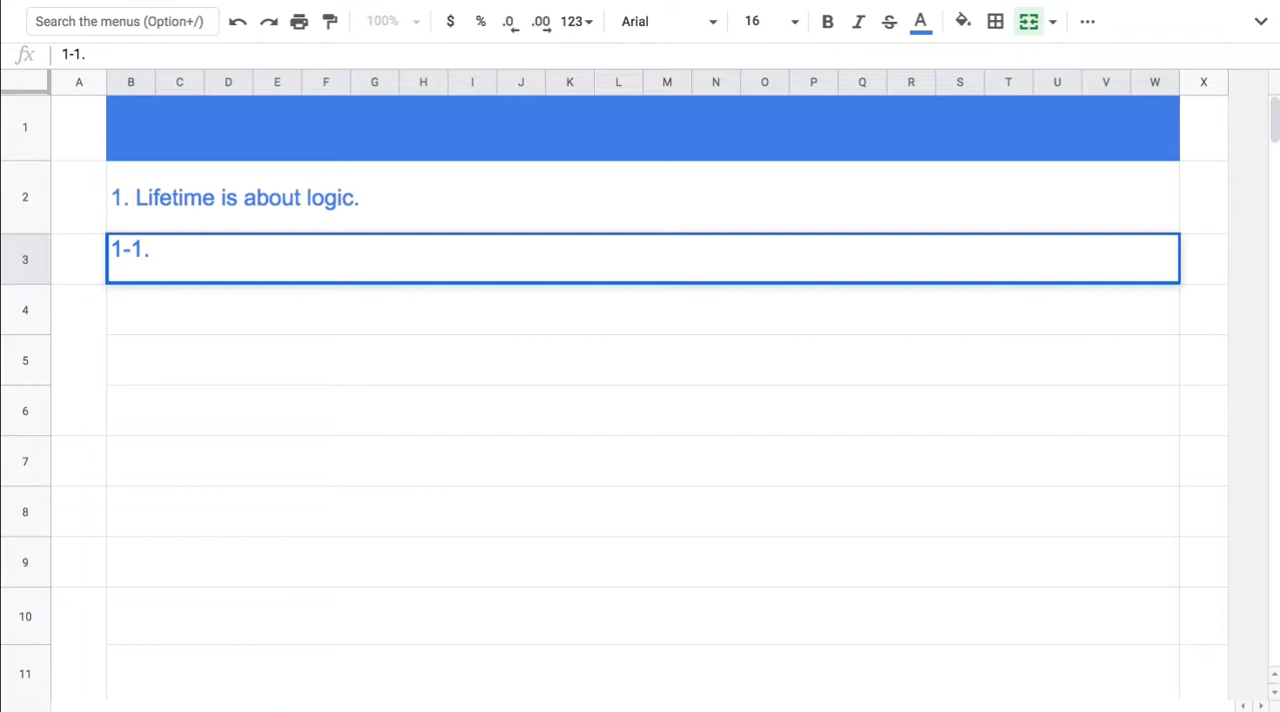 Search the menus (Option+/) 100% $ % .0 .00 123 Arial 16 B I S A
fx 1-1.
A B C D E F G H I J K L M N O P Q R S T U V W X
1
2 1. Lifetime is about logic.
3 1-1.
4
5
6
7
8
9
10
11